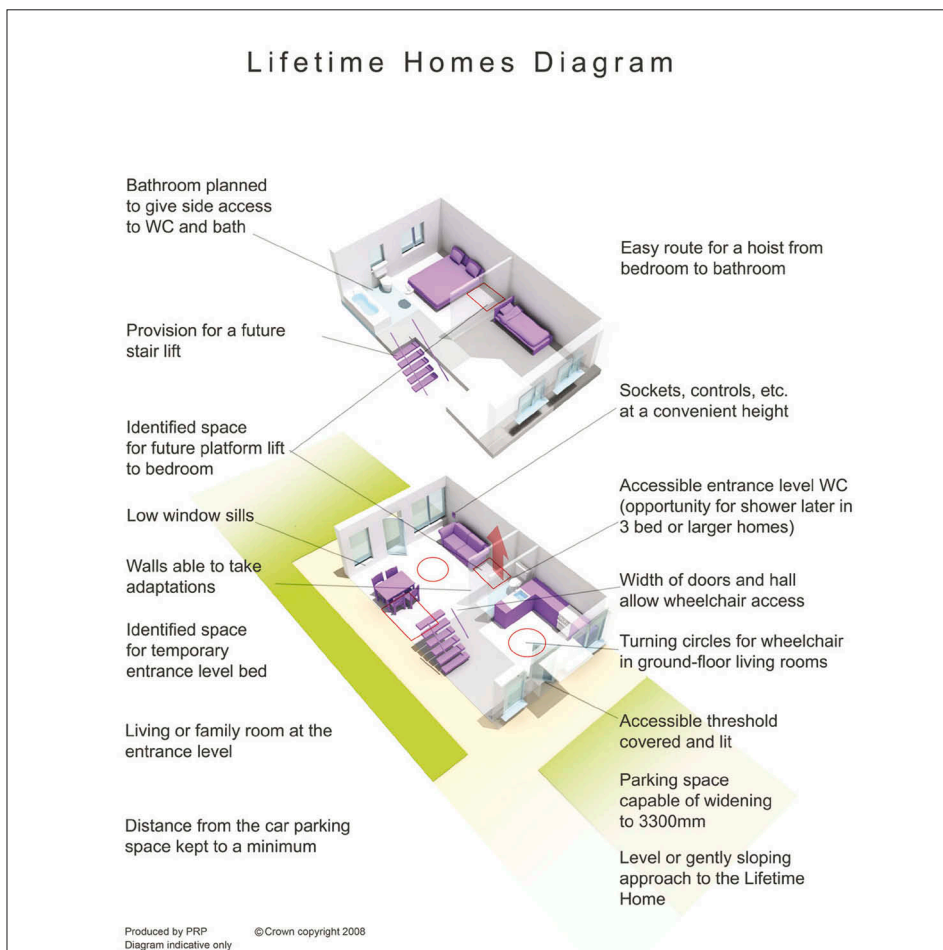 Lifetime Homes Diagram
Bathroom planned
to give side access
to WC and bath
Provision for a future
stair lift
Identified space
for future platform lift
to bedroom
Low window sills
Walls able to take
adaptations
Identified space
for temporary
entrance level bed
Living or family room at the
entrance level
Distance from the car parking
space kept to a minimum
Easy route for a hoist from
bedroom to bathroom
Sockets, controls, etc.
at a convenient height
Accessible entrance level WC
(opportunity for shower later in
3 bed or larger homes)
Width of doors and hall
allow wheelchair access
Turning circles for wheelchair
in ground-floor living rooms
Accessible threshold
covered and lit
Parking space
capable of widening
to 3300mm
Level or gently sloping
approach to the Lifetime
Home
Produced by PRP ©Crown copyright 2008
Diagram indicative only